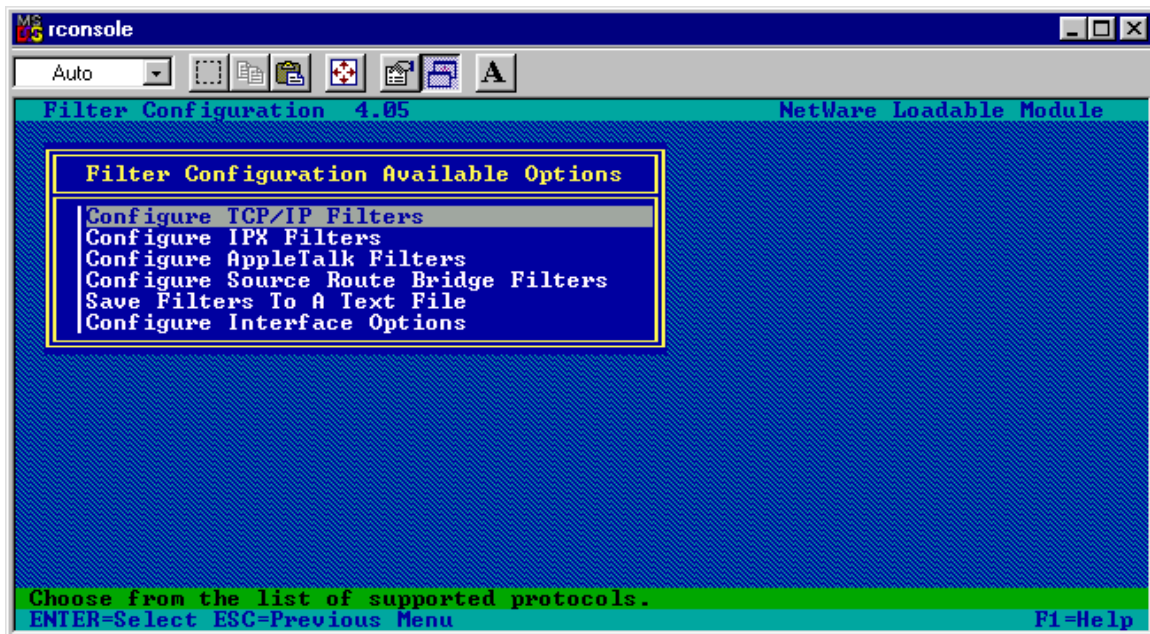 MS
DS rconsole
Auto
A
Filter Configuration 4.05 NetWare Loadable Module
Filter Configuration Available Options
Configure TCP/IP Filters
Configure IPX Filters
Configure AppleTalk Filters
Configure Source Route Bridge Filters
Save Filters To A Text File
Configure Interface Options
Choose from the list of supported protocols.
ENTER=Select ESC=Previous Menu F1=Help